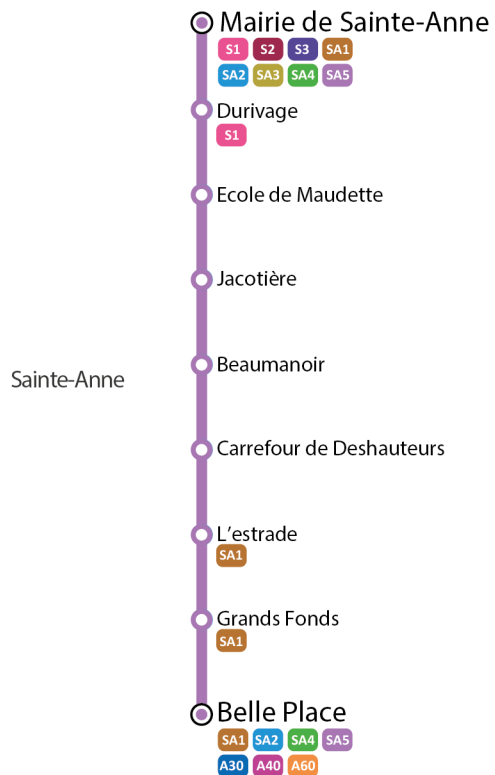 Mairie de Sainte-Anne
S1 S2 S3 SA1
SA2 SA3 SA4 SA5
Durivage
S1
Ecole de Maudette
Jacotière
Beaumanoir
Sainte-Anne
Carrefour de Deshauteurs
L'estrade
SA1
Grands Fonds
SA1
Belle Place
SA1 SA2 SA4 SA5
A30 A40 A60